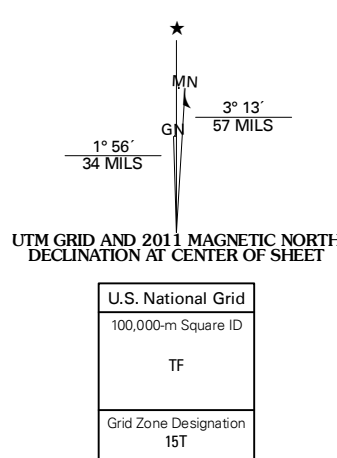 ★
MN
3° 13´
57 MILS
GN
1° 56´
34 MILS
UTM GRID AND 2011 MAGNETIC NORTH
DECLINATION AT CENTER OF SHEET
U.S. National Grid
100,000-m Square ID
TF
Grid Zone Designation
15T